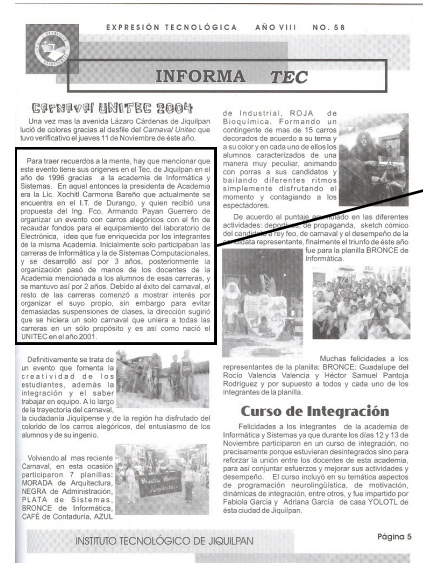 EXPRESIÓN TECNOLÓGICA AÑO VIII NO. 58
INFORMA TEC
CARNAVAL UNITEC 2004
Una vez mas la avenida Lázaro Cárdenas de Jiquilpan
lució de colores gracias al desfile del Carnaval Unitec que
tuvo verificativo el jueves 11 de Noviembre de éste año.
Para traer recuerdos a la mente, hay que mencionar que
este evento tiene sus orígenes en el Tec. de Jiquilpan en el
año de 1996 gracias a la academia de Informática y
Sistemas. En aquel entonces la presidenta de Academia
era la Lic. Xochitl Carmona Bareño que actualmente se
encuentra en el I.T. de Durango, y quien recibió una
propuesta del Ing. Fco. Armando Payan Guerrero de
organizar un evento con carros alegóricos con el fin de
recaudar fondos para el equipamiento del laboratorio de
Electrónica, idea que fue enriquecida por los integrantes
de la misma Academia. Inicialmente solo participaban las
carreras de Informática y la de Sistemas Computacionales,
y se desarrolló así por 3 años, posteriormente la
organización pasó de manos de los docentes de la
Academia mencionada a los alumnos de esas carreras, y
se mantuvo así por 2 años. Debido al éxito del carnaval, el
resto de las carreras comenzó a mostrar interés por
organizar el suyo propio, sin embargo para evitar
demasiadas suspensiones de clases, la dirección sugirió
que se hiciera un solo carnaval que uniera a todas las
carreras en un sólo propósito y es así como nació el
UNITEC en el año 2001.
Definitivamente se trata de
un evento que fomenta la
creatividad de los
estudiantes, además la
integración y el saber
trabajar en equipo. A lo largo
de la trayectoria del carnaval,
la ciudadanía Jiquilpense y de la región ha disfrutado del
colorido de los carros alegóricos, del entusiasmo de los
alumnos y de su ingenio.
Volviendo al mas reciente
Carnaval, en esta ocasión
participaron 7 planillas:
MORADA de Arquitectura,
NEGRA de Administración,
PLATA de Sistemas,
BRONCE de Informática,
CAFÉ de Contaduría, AZUL
de Industrial, ROJA de
Bioquímica. Formando un
contingente de mas de 15 carros
decorados de acuerdo a su tema y
a su color y en cada uno de ellos los
alumnos caracterizados de una
manera muy peculiar, animando
con porras a sus candidatos y
bailando diferentes ritmos
simplemente disfrutando el
momento y contagiando a los
espectadores.
De acuerdo al puntaje acumulado en las diferentes
actividades: deportivas, de propaganda, sketch cómico
del candidato a rey feo, de carnaval y el desempeño de la
candidata representante, finalmente el triunfo de éste año
fue para la planilla BRONCE de
Informática.
Muchas felicidades a los
representantes de la planilla: BRONCE: Guadalupe del
Rocío Valencia Valencia y Héctor Samuel Pantoja
Rodríguez y por supuesto a todos y cada uno de los
integrantes de la planilla.
Curso de Integración
Felicidades a los integrantes de la academia de
Informática y Sistemas ya que durante los días 12 y 13 de
Noviembre participaron en un curso de integración, no
precisamente porque estuvieran desintegrados sino para
reforzar la unión entre los docentes de esta academia,
para así conjuntar esfuerzos y mejorar sus actividades y
desempeño. El curso incluyó en su temática aspectos
de programación neurolingüística, de motivación,
dinámicas de integración, entre otros, y fue impartido por
Fabiola García y Adriana García de casa YOLOTL de
ésta ciudad de Jiquilpan.
INSTITUTO TECNOLÓGICO DE JIQUILPAN
Página 5